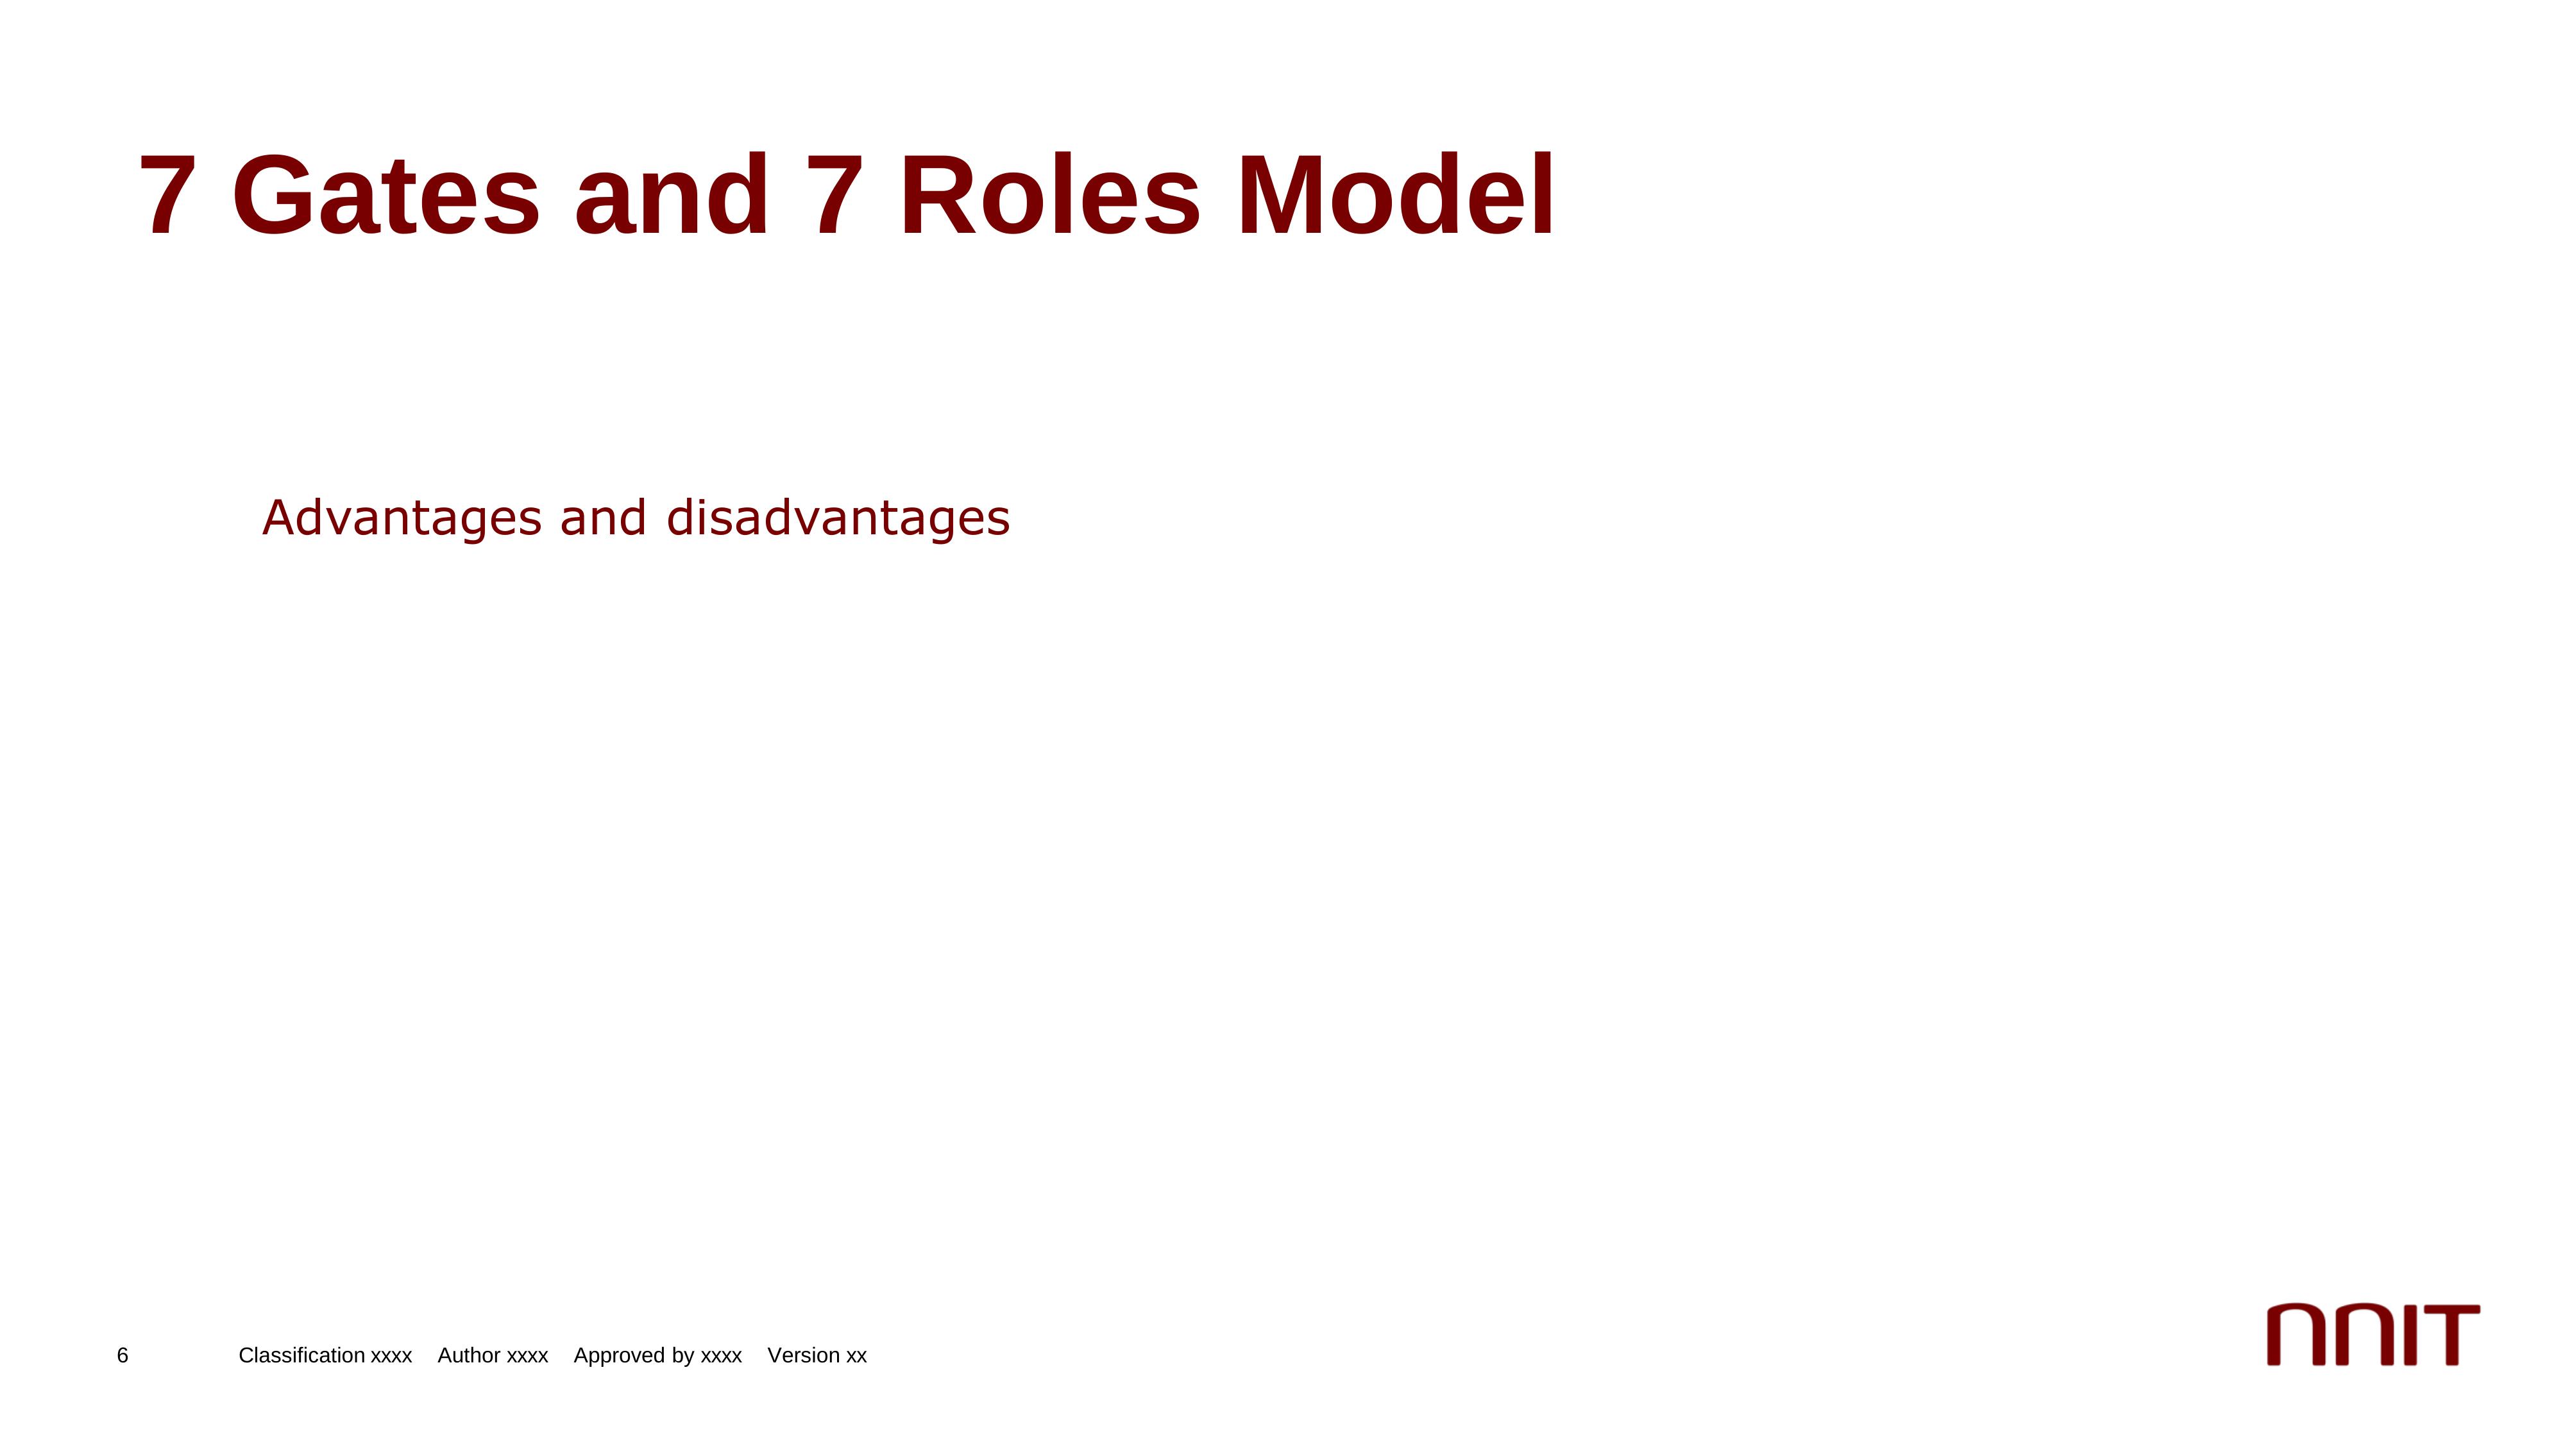 7 Gates and 7 Roles Model
Advantages and disadvantages
6 Classification xxxx Author xxxx Approved by xxxx Version xx
nnIT